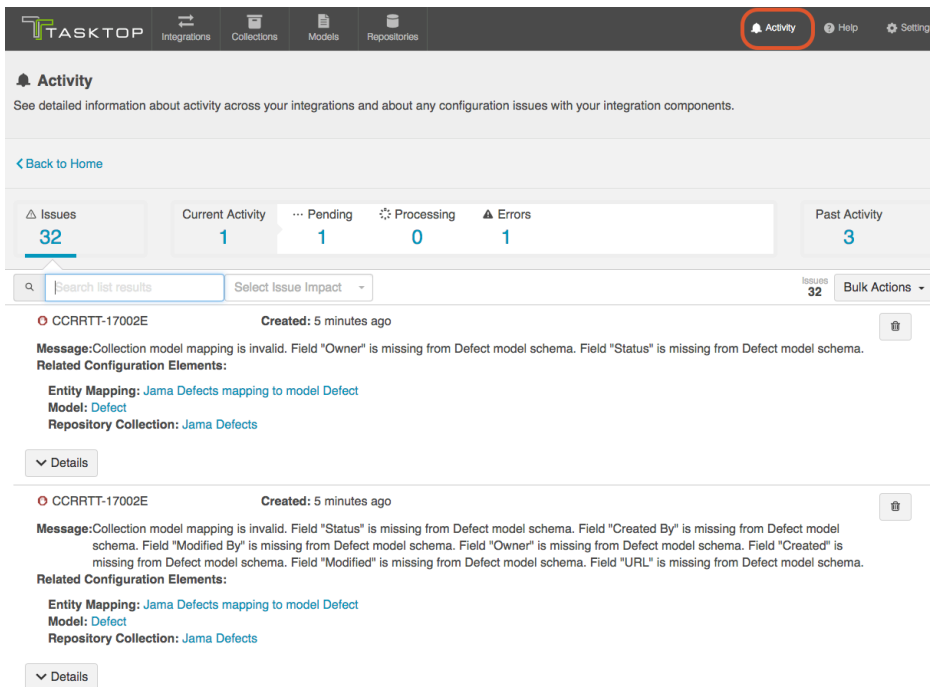 TASKTOP Integrations Collections Models Repositories Activity Help Setting
Activity
See detailed information about activity across your integrations and about any configuration issues with your integration components.
Back to Home
Issues Current Activity ··· Pending Processing Errors Past Activity
32 1 1 0 1 3
Search list results Select Issue Impact Issues 32 Bulk Actions
CCRRTT-17002E Created: 5 minutes ago
Message:Collection model mapping is invalid. Field "Owner" is missing from Defect model schema. Field "Status" is missing from Defect model schema.
Related Configuration Elements:
Entity Mapping: Jama Defects mapping to model Defect
Model: Defect
Repository Collection: Jama Defects
Details
CCRRTT-17002E Created: 5 minutes ago
Message:Collection model mapping is invalid. Field "Status" is missing from Defect model schema. Field "Created By" is missing from Defect model
schema. Field "Modified By" is missing from Defect model schema. Field "Owner" is missing from Defect model schema. Field "Created" is
missing from Defect model schema. Field "Modified" is missing from Defect model schema. Field "URL" is missing from Defect model schema.
Related Configuration Elements:
Entity Mapping: Jama Defects mapping to model Defect
Model: Defect
Repository Collection: Jama Defects
Details